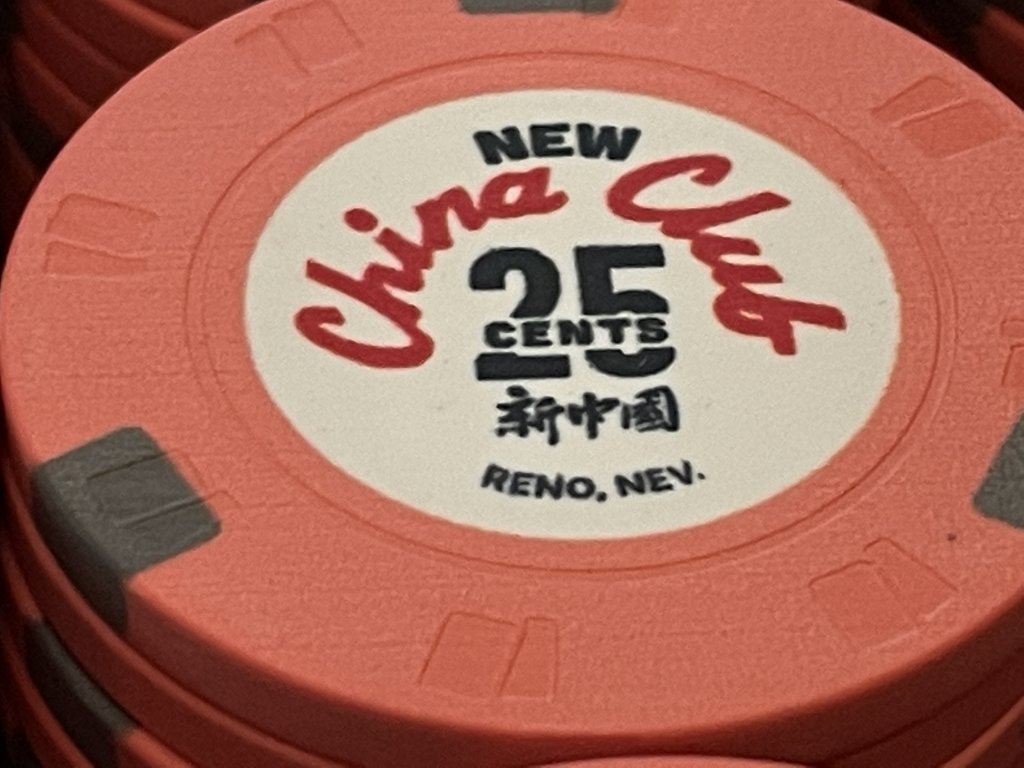 NEW
China Club
25
CENTS
新中國
RENO, NEV.